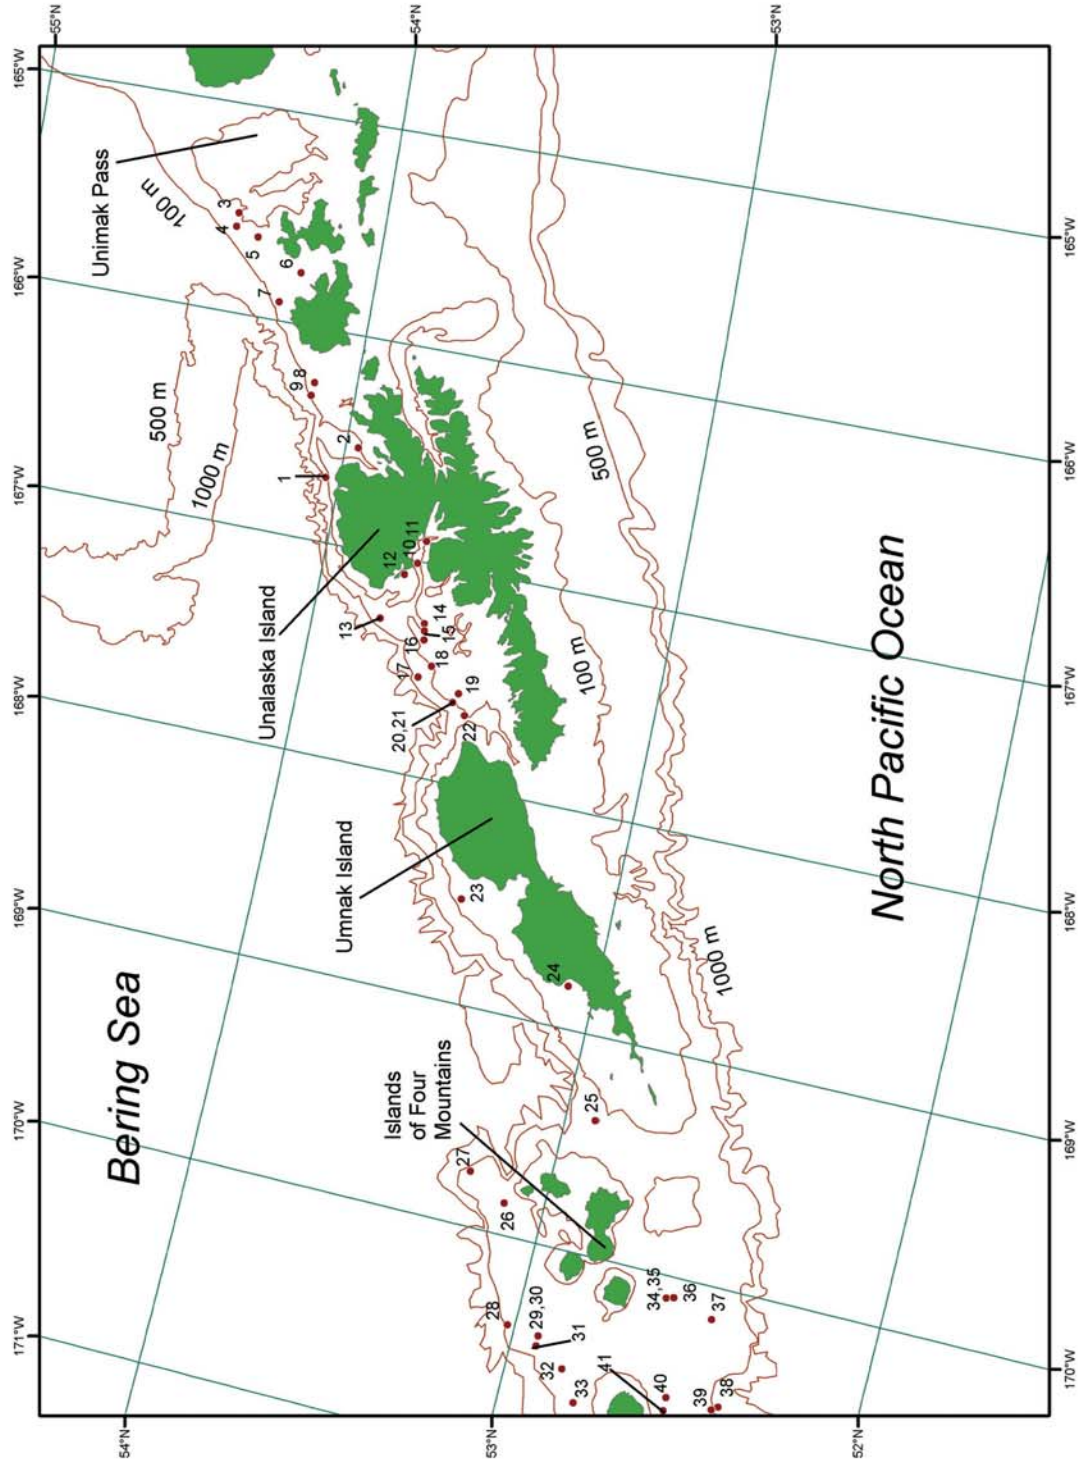 165°W
166°W
167°W
168°W
169°W
170°W
171°W
55°N
54°N
53°N
54°N
53°N
52°N
165°W
166°W
167°W
168°W
169°W
170°W
Bering Sea
North Pacific Ocean
Unimak Pass
Unalaska Island
Umnak Island
Islands
of Four
Mountains
100 m
500 m
1000 m
500 m
100 m
1000 m
1
2
3
4
5
6
7
9
8
10
11
12
13
14
15
16
17
18
19
20,21
22
23
24
25
26
27
28
29,30
31
32
33
34,35
36
37
38
39
40
41